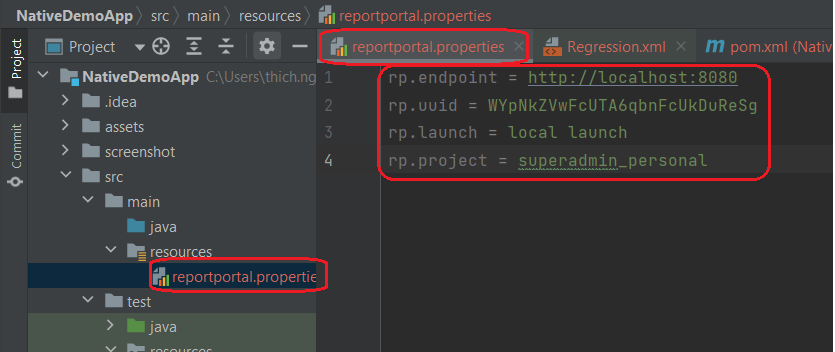 NativeDemoApp › src › main › resources › reportportal.properties
Project
Commit
Project
reportportal.properties
Regression.xml
pom.xml (Nativ
NativeDemoApp C:\Users\thich.ng
.idea
assets
screenshot
src
main
java
resources
reportportal.propertie
test
java
resources
1 rp.endpoint = http://localhost:8080
2 rp.uuid = WYpNkZVwFcUTA6qbnFcUkDuReSg
3 rp.launch = local launch
4 rp.project = superadmin_personal